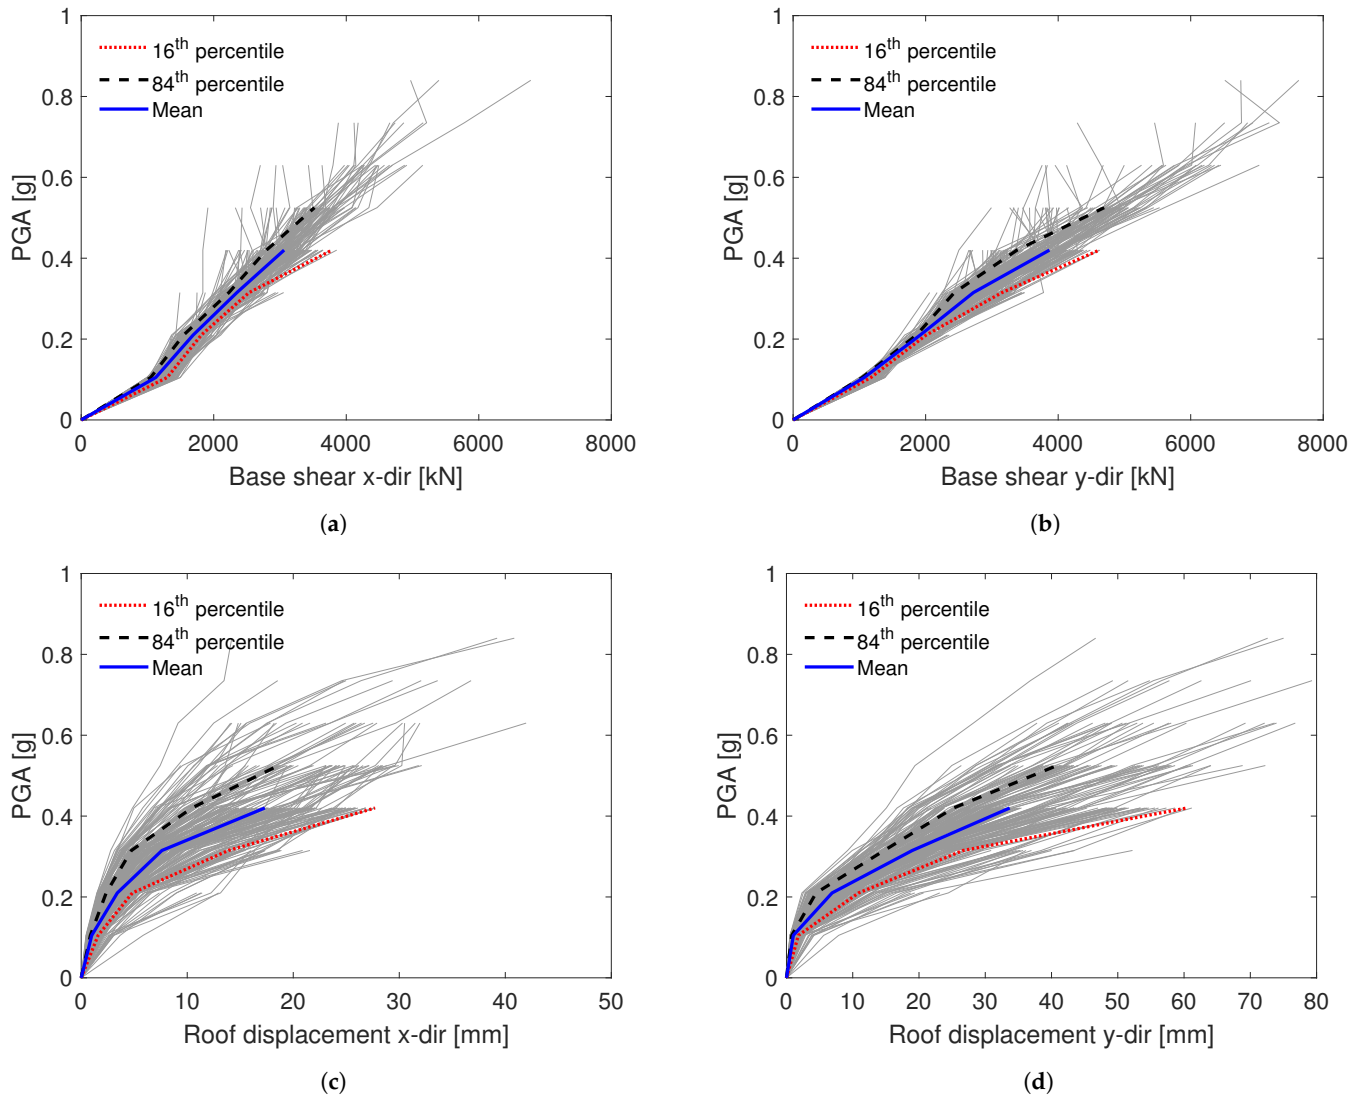 1
0.8
0.6
0.4
0.2
0
PGA [g]
16th percentile
84th percentile
Mean
0 2000 4000 6000 8000
Base shear x-dir [kN]
(a)
1
0.8
0.6
0.4
0.2
0
PGA [g]
16th percentile
84th percentile
Mean
0 2000 4000 6000 8000
Base shear y-dir [kN]
(b)
1
0.8
0.6
0.4
0.2
0
PGA [g]
16th percentile
84th percentile
Mean
0 10 20 30 40 50
Roof displacement x-dir [mm]
(c)
1
0.8
0.6
0.4
0.2
0
PGA [g]
16th percentile
84th percentile
Mean
0 10 20 30 40 50 60 70 80
Roof displacement y-dir [mm]
(d)